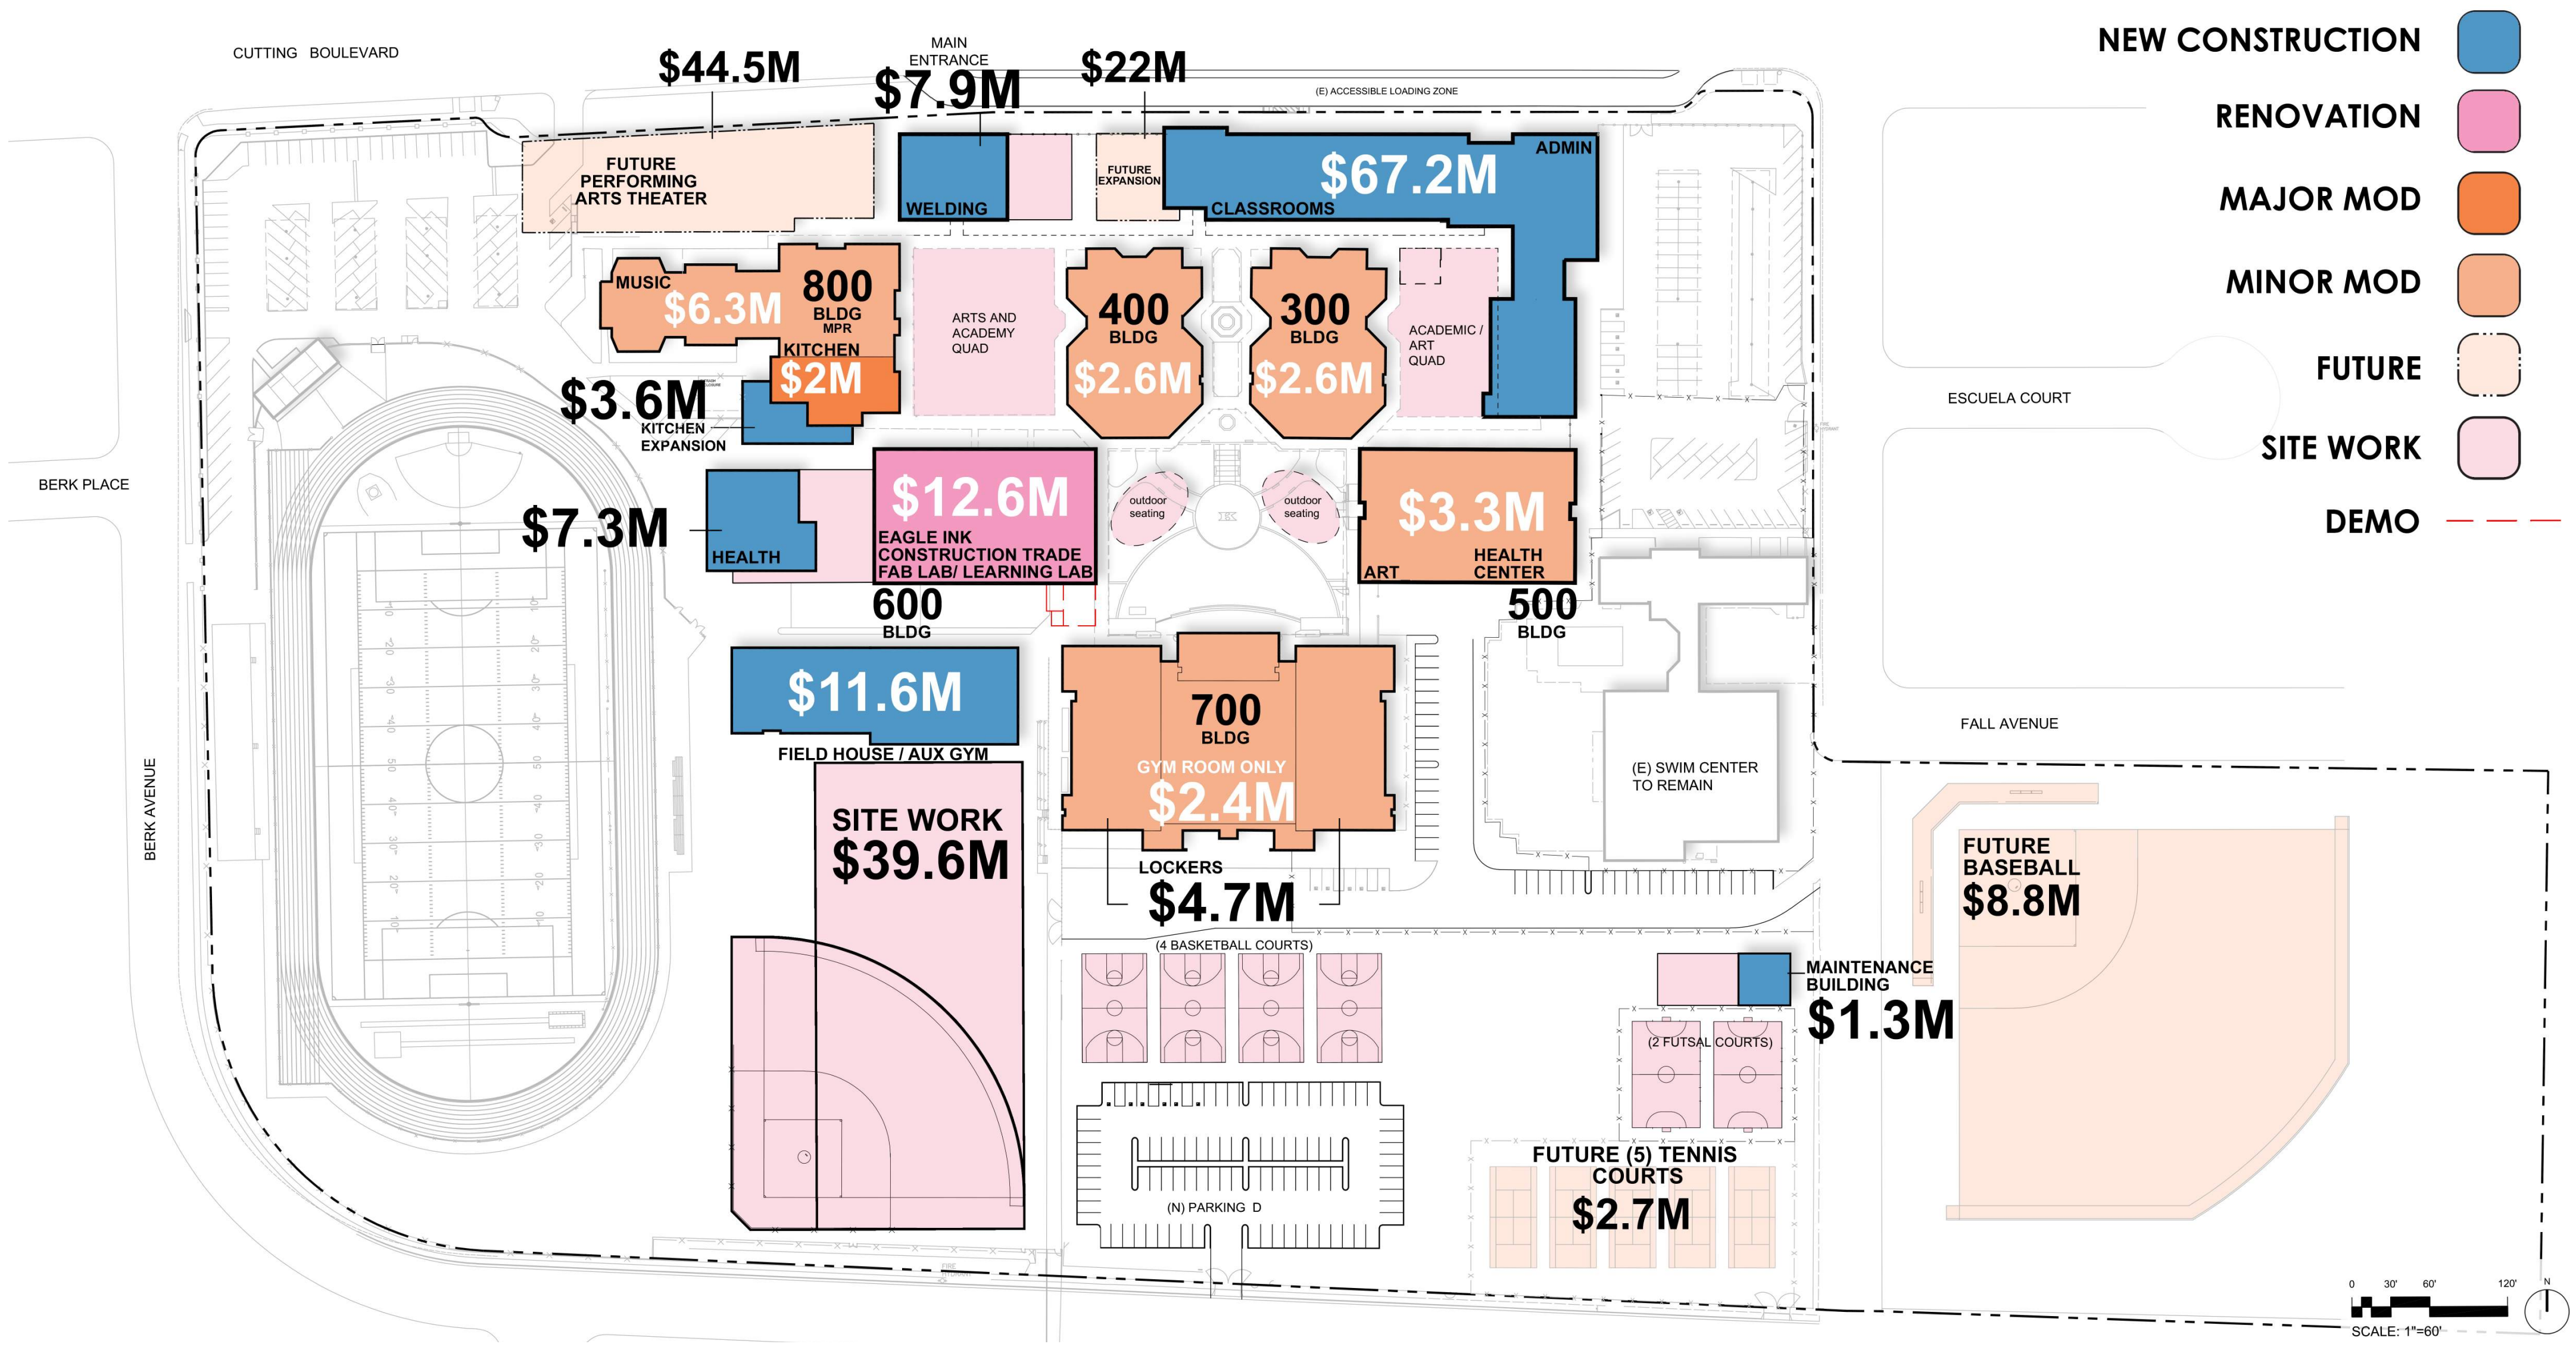 CUTTING BOULEVARD
$44.5M
MAIN
ENTRANCE
$7.9M
$22M
(E) ACCESSIBLE LOADING ZONE
NEW CONSTRUCTION
RENOVATION
MAJOR MOD
MINOR MOD
FUTURE
SITE WORK
DEMO
FUTURE
PERFORMING
ARTS THEATER
WELDING
FUTURE
EXPANSION
$67.2M
ADMIN
CLASSROOMS
MUSIC
$6.3M
800
BLDG
MPR
KITCHEN
$2M
$3.6M
KITCHEN
EXPANSION
ARTS AND
ACADEMY
QUAD
400
BLDG
$2.6M
300
BLDG
$2.6M
ACADEMIC /
ART
QUAD
ESCUELA COURT
BERK PLACE
$7.3M
HEALTH
$12.6M
EAGLE INK
CONSTRUCTION TRADE
FAB LAB/ LEARNING LAB
600
BLDG
outdoor
seating
outdoor
seating
$3.3M
ART
HEALTH
CENTER
500
BLDG
$11.6M
FIELD HOUSE / AUX GYM
700
BLDG
GYM ROOM ONLY
$2.4M
LOCKERS
$4.7M
(E) SWIM CENTER
TO REMAIN
FALL AVENUE
BERK AVENUE
SITE WORK
$39.6M
FUTURE
BASEBALL
$8.8M
(4 BASKETBALL COURTS)
MAINTENANCE
BUILDING
$1.3M
(2 FUTSAL COURTS)
FUTURE (5) TENNIS
COURTS
$2.7M
(N) PARKING D
0 30' 60' 120'
N
SCALE: 1"=60'